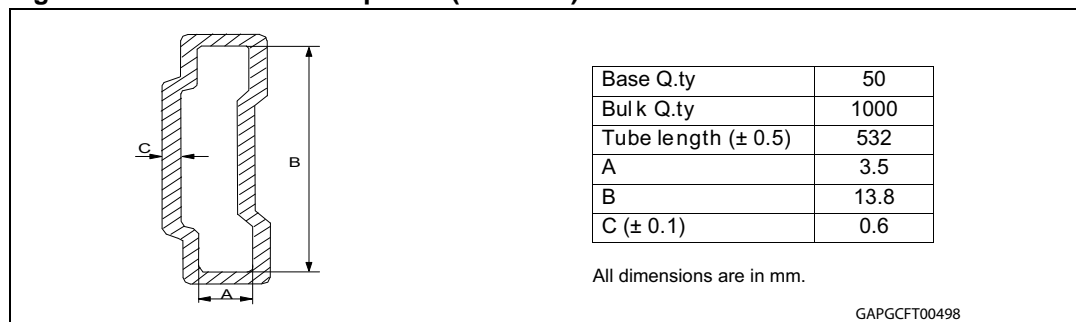 C
B
A
Base Q.ty 50
Bulk Q.ty 1000
Tube length (± 0.5) 532
A 3.5
B 13.8
C (± 0.1) 0.6
All dimensions are in mm.
GAPGCFT00498